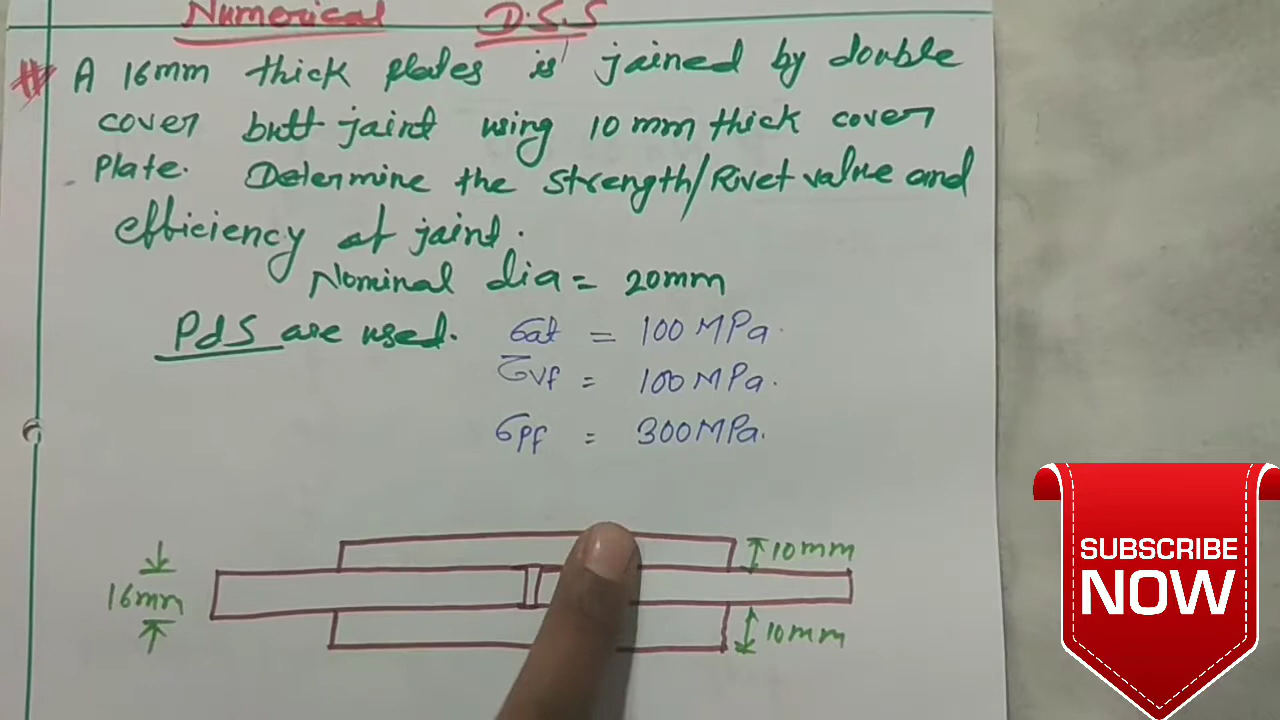 Numerical D.S.S
# A 16mm thick plates is jained by double
cover butt jaint using 10 mm thick cover
Plate. Determine the strength/Rivet value and
efficiency of jaint.
Nominal dia = 20mm
Pds are used. σat = 100 MPa.
τvf = 100 MPa.
σpf = 300 MPa.
10mm
16mm
10mm
SUBSCRIBE
NOW